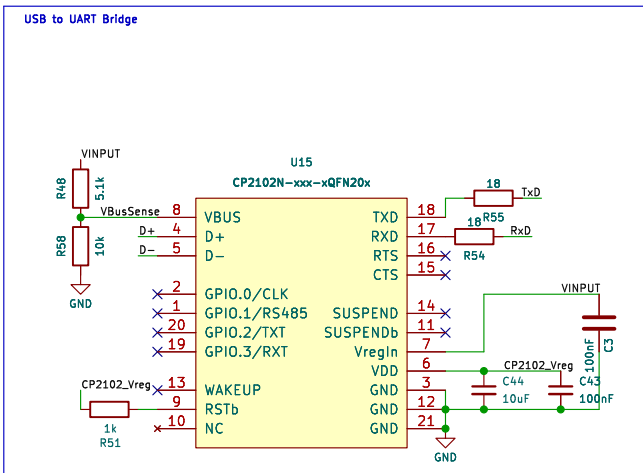 USB to UART Bridge
U15
CP2102N-xxx-xQFN20x
VINPUT
R48
5.1k
VBusSense
R58
10k
GND
D+
D-
8 VBUS
4 D+
5 D-
2 GPIO.0/CLK
1 GPIO.1/RS485
20 GPIO.2/TXT
19 GPIO.3/RXT
13 WAKEUP
9 RSTb
10 NC
CP2102_Vreg
1k
R51
TXD 18
RXD 17
RTS 16
CTS 15
SUSPEND 14
SUSPENDb 11
VregIn 7
VDD 6
GND 3
GND 12
GND 21
18
TxD
R55
18
RxD
R54
VINPUT
100nF
C3
CP2102_Vreg
C44
10uF
C43
100nF
GND